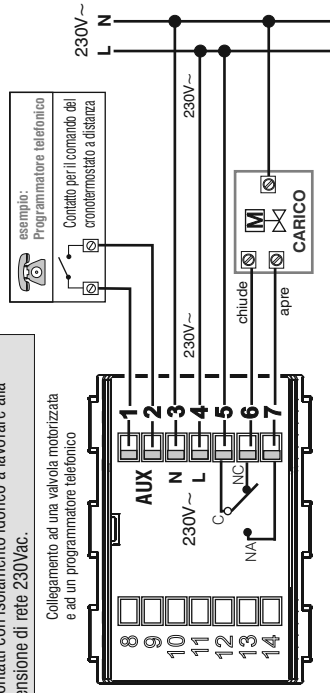 ontatti con isolamento idoneo a lavorare alla
ensione di rete 230Vac.
Collegamento ad una valvola motorizzata
e ad un programmatore telefonico
esempio:
Programmatore telefonico
Contatto per il comando del
cronotermostato a distanza
230V~
N
L
8
9
10
11
12
13
14
AUX
N
L
230V~
C
NC
NA
1
2
3
4
5
6
7
230V~
230V~
chiude
apre
M
CARICO